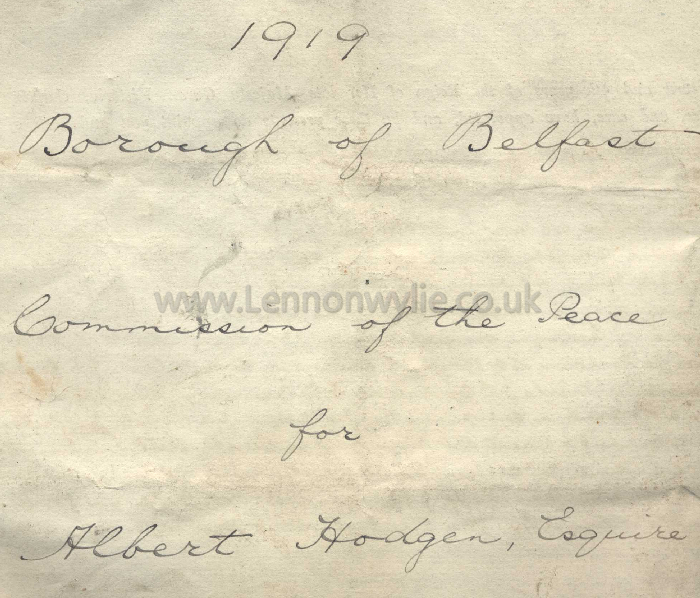 1919
Borough of Belfast
www.Lennonwylie.co.uk
Commission of the Peace
for
Albert Hodgen, Esquire